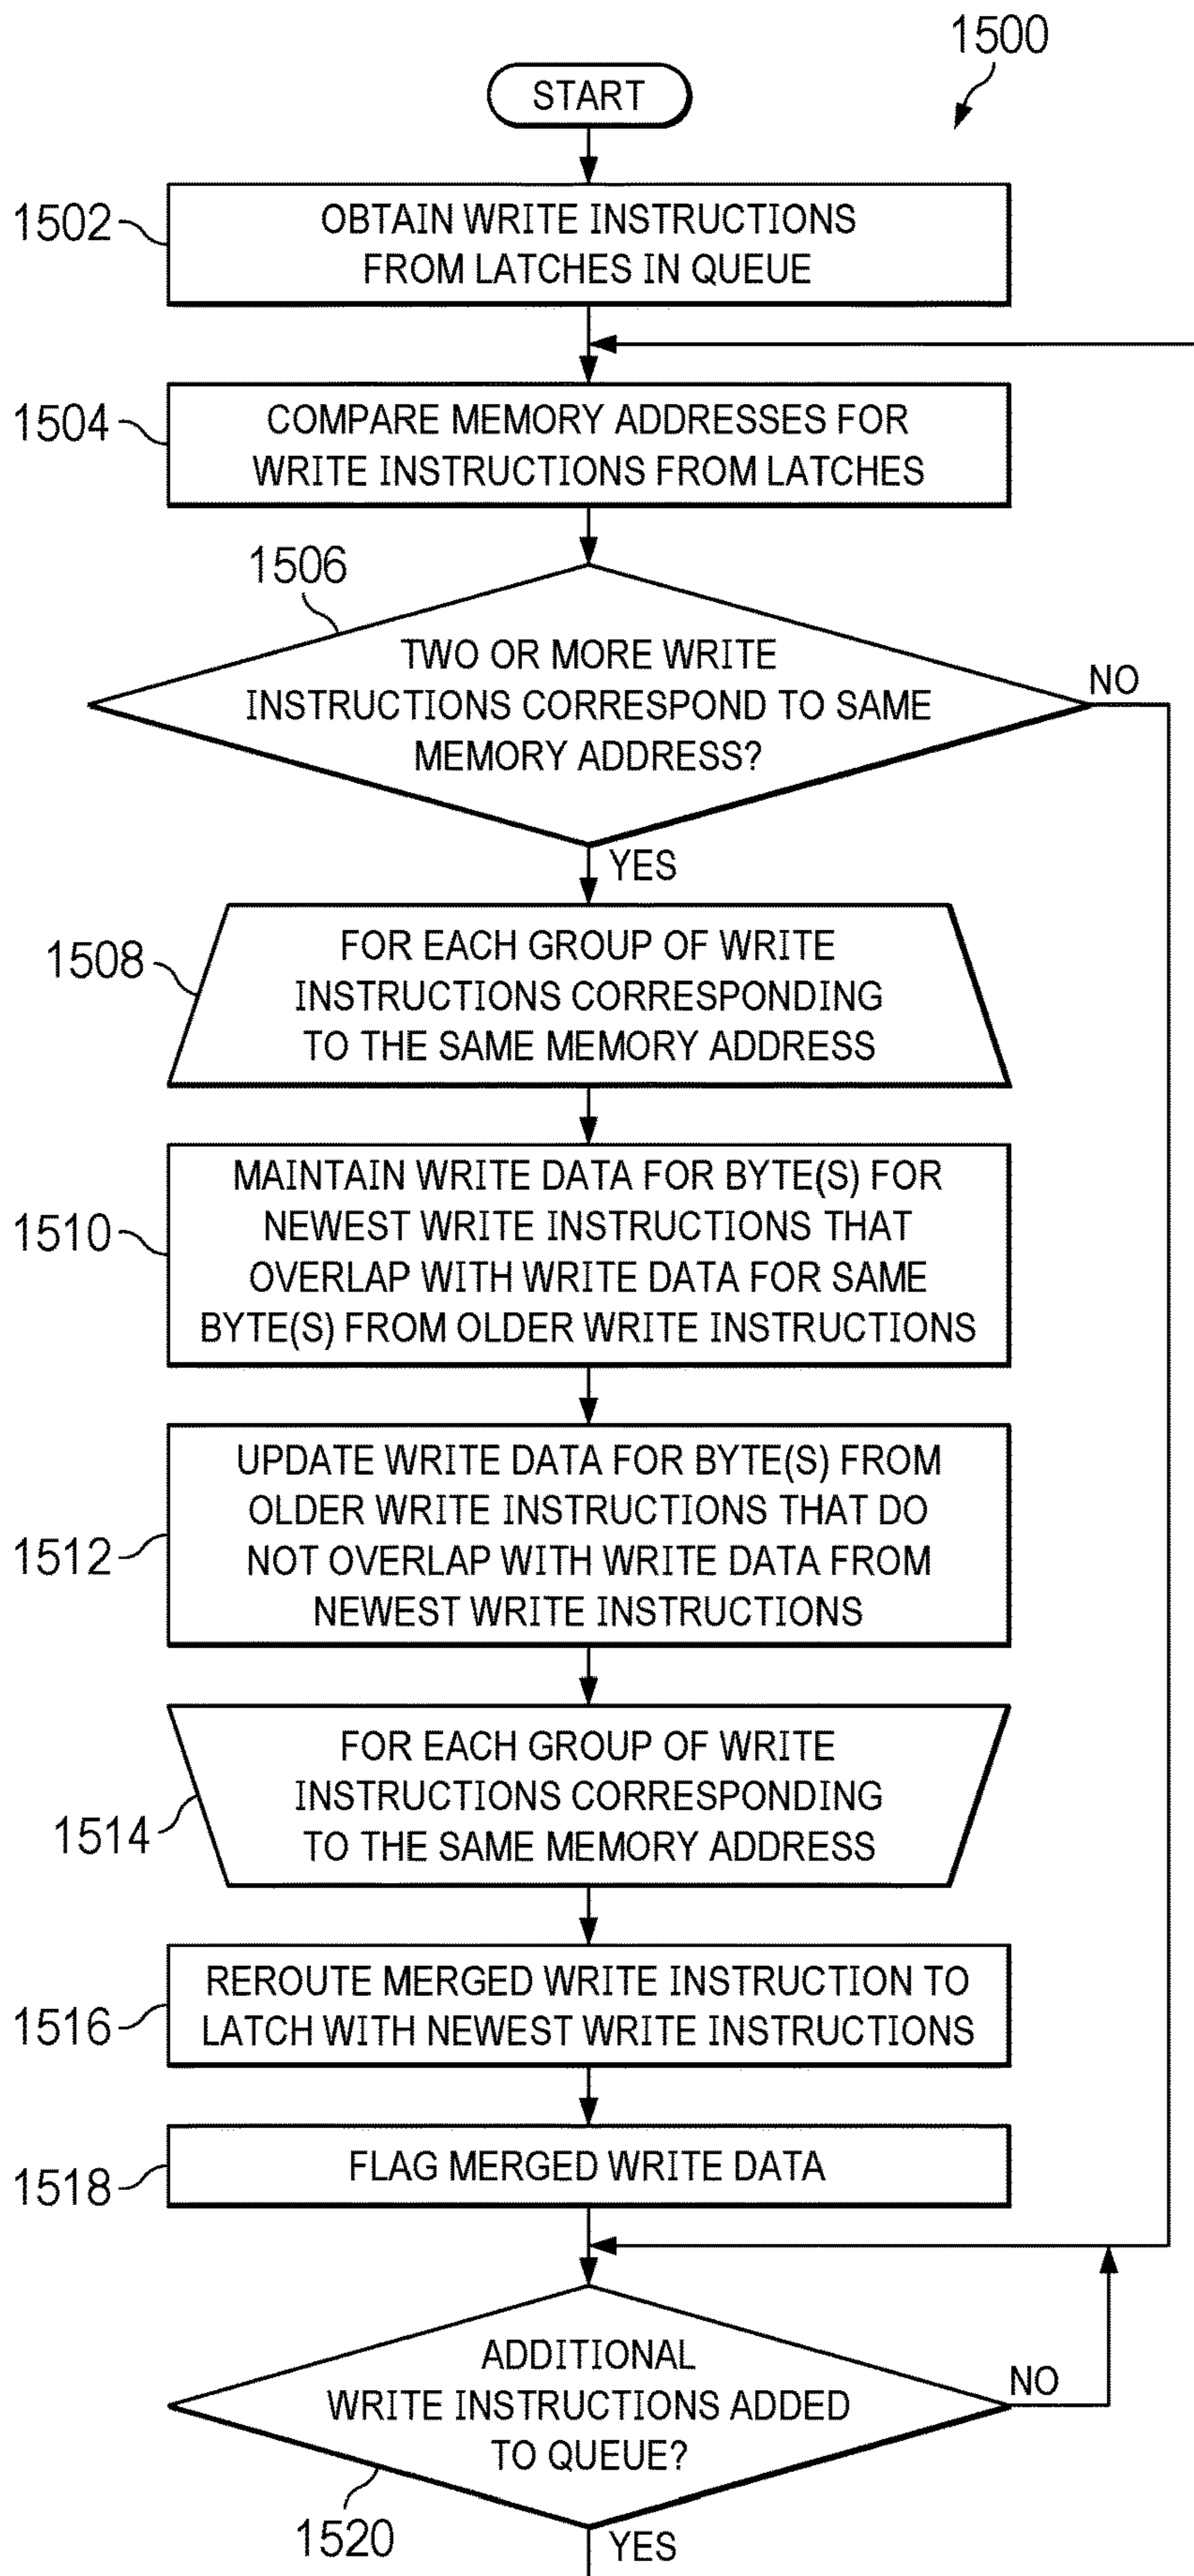 1500
START
1502
OBTAIN WRITE INSTRUCTIONS
FROM LATCHES IN QUEUE
1504
COMPARE MEMORY ADDRESSES FOR
WRITE INSTRUCTIONS FROM LATCHES
1506
TWO OR MORE WRITE
INSTRUCTIONS CORRESPOND TO SAME
MEMORY ADDRESS?
NO
YES
1508
FOR EACH GROUP OF WRITE
INSTRUCTIONS CORRESPONDING
TO THE SAME MEMORY ADDRESS
1510
MAINTAIN WRITE DATA FOR BYTE(S) FOR
NEWEST WRITE INSTRUCTIONS THAT
OVERLAP WITH WRITE DATA FOR SAME
BYTE(S) FROM OLDER WRITE INSTRUCTIONS
1512
UPDATE WRITE DATA FOR BYTE(S) FROM
OLDER WRITE INSTRUCTIONS THAT DO
NOT OVERLAP WITH WRITE DATA FROM
NEWEST WRITE INSTRUCTIONS
1514
FOR EACH GROUP OF WRITE
INSTRUCTIONS CORRESPONDING
TO THE SAME MEMORY ADDRESS
1516
REROUTE MERGED WRITE INSTRUCTION TO
LATCH WITH NEWEST WRITE INSTRUCTIONS
1518
FLAG MERGED WRITE DATA
ADDITIONAL
WRITE INSTRUCTIONS ADDED
TO QUEUE?
NO
1520
YES